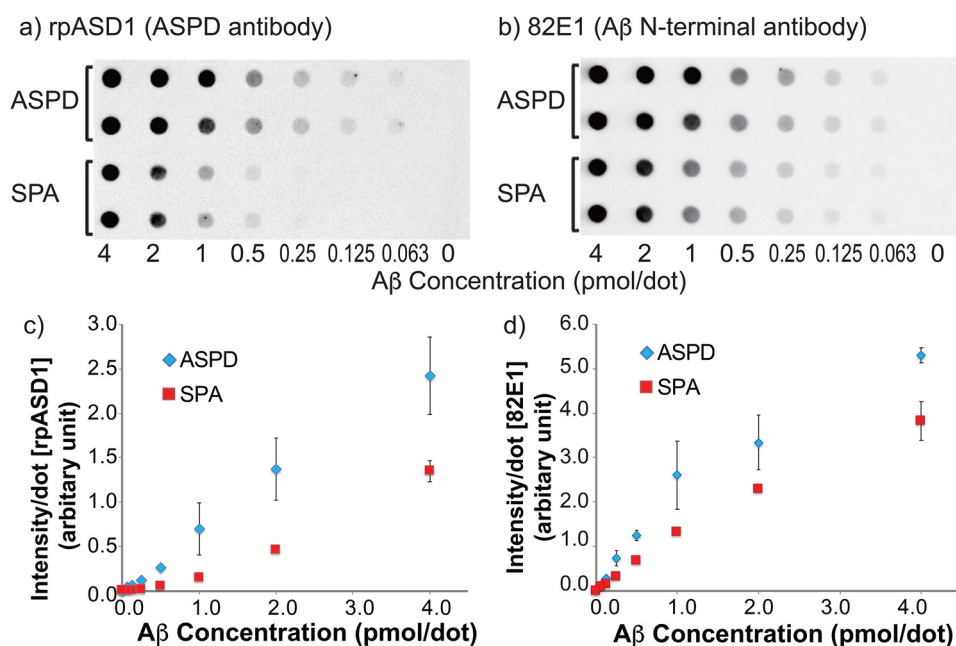 a) rpASD1 (ASPD antibody)
b) 82E1 (Aβ N-terminal antibody)
ASPD
SPA
ASPD
SPA
4 2 1 0.5 0.25 0.125 0.063 0
4 2 1 0.5 0.25 0.125 0.063 0
Aβ Concentration (pmol/dot)
c)
Intensity/dot [rpASD1]
(arbitary unit)
3.0
2.5
2.0
1.5
1.0
0.5
0.0
ASPD
SPA
0.0 1.0 2.0 3.0 4.0
Aβ Concentration (pmol/dot)
d)
Intensity/dot [82E1]
(arbitary unit)
6.0
5.0
4.0
3.0
2.0
1.0
0.0
ASPD
SPA
0.0 1.0 2.0 3.0 4.0
Aβ Concentration (pmol/dot)